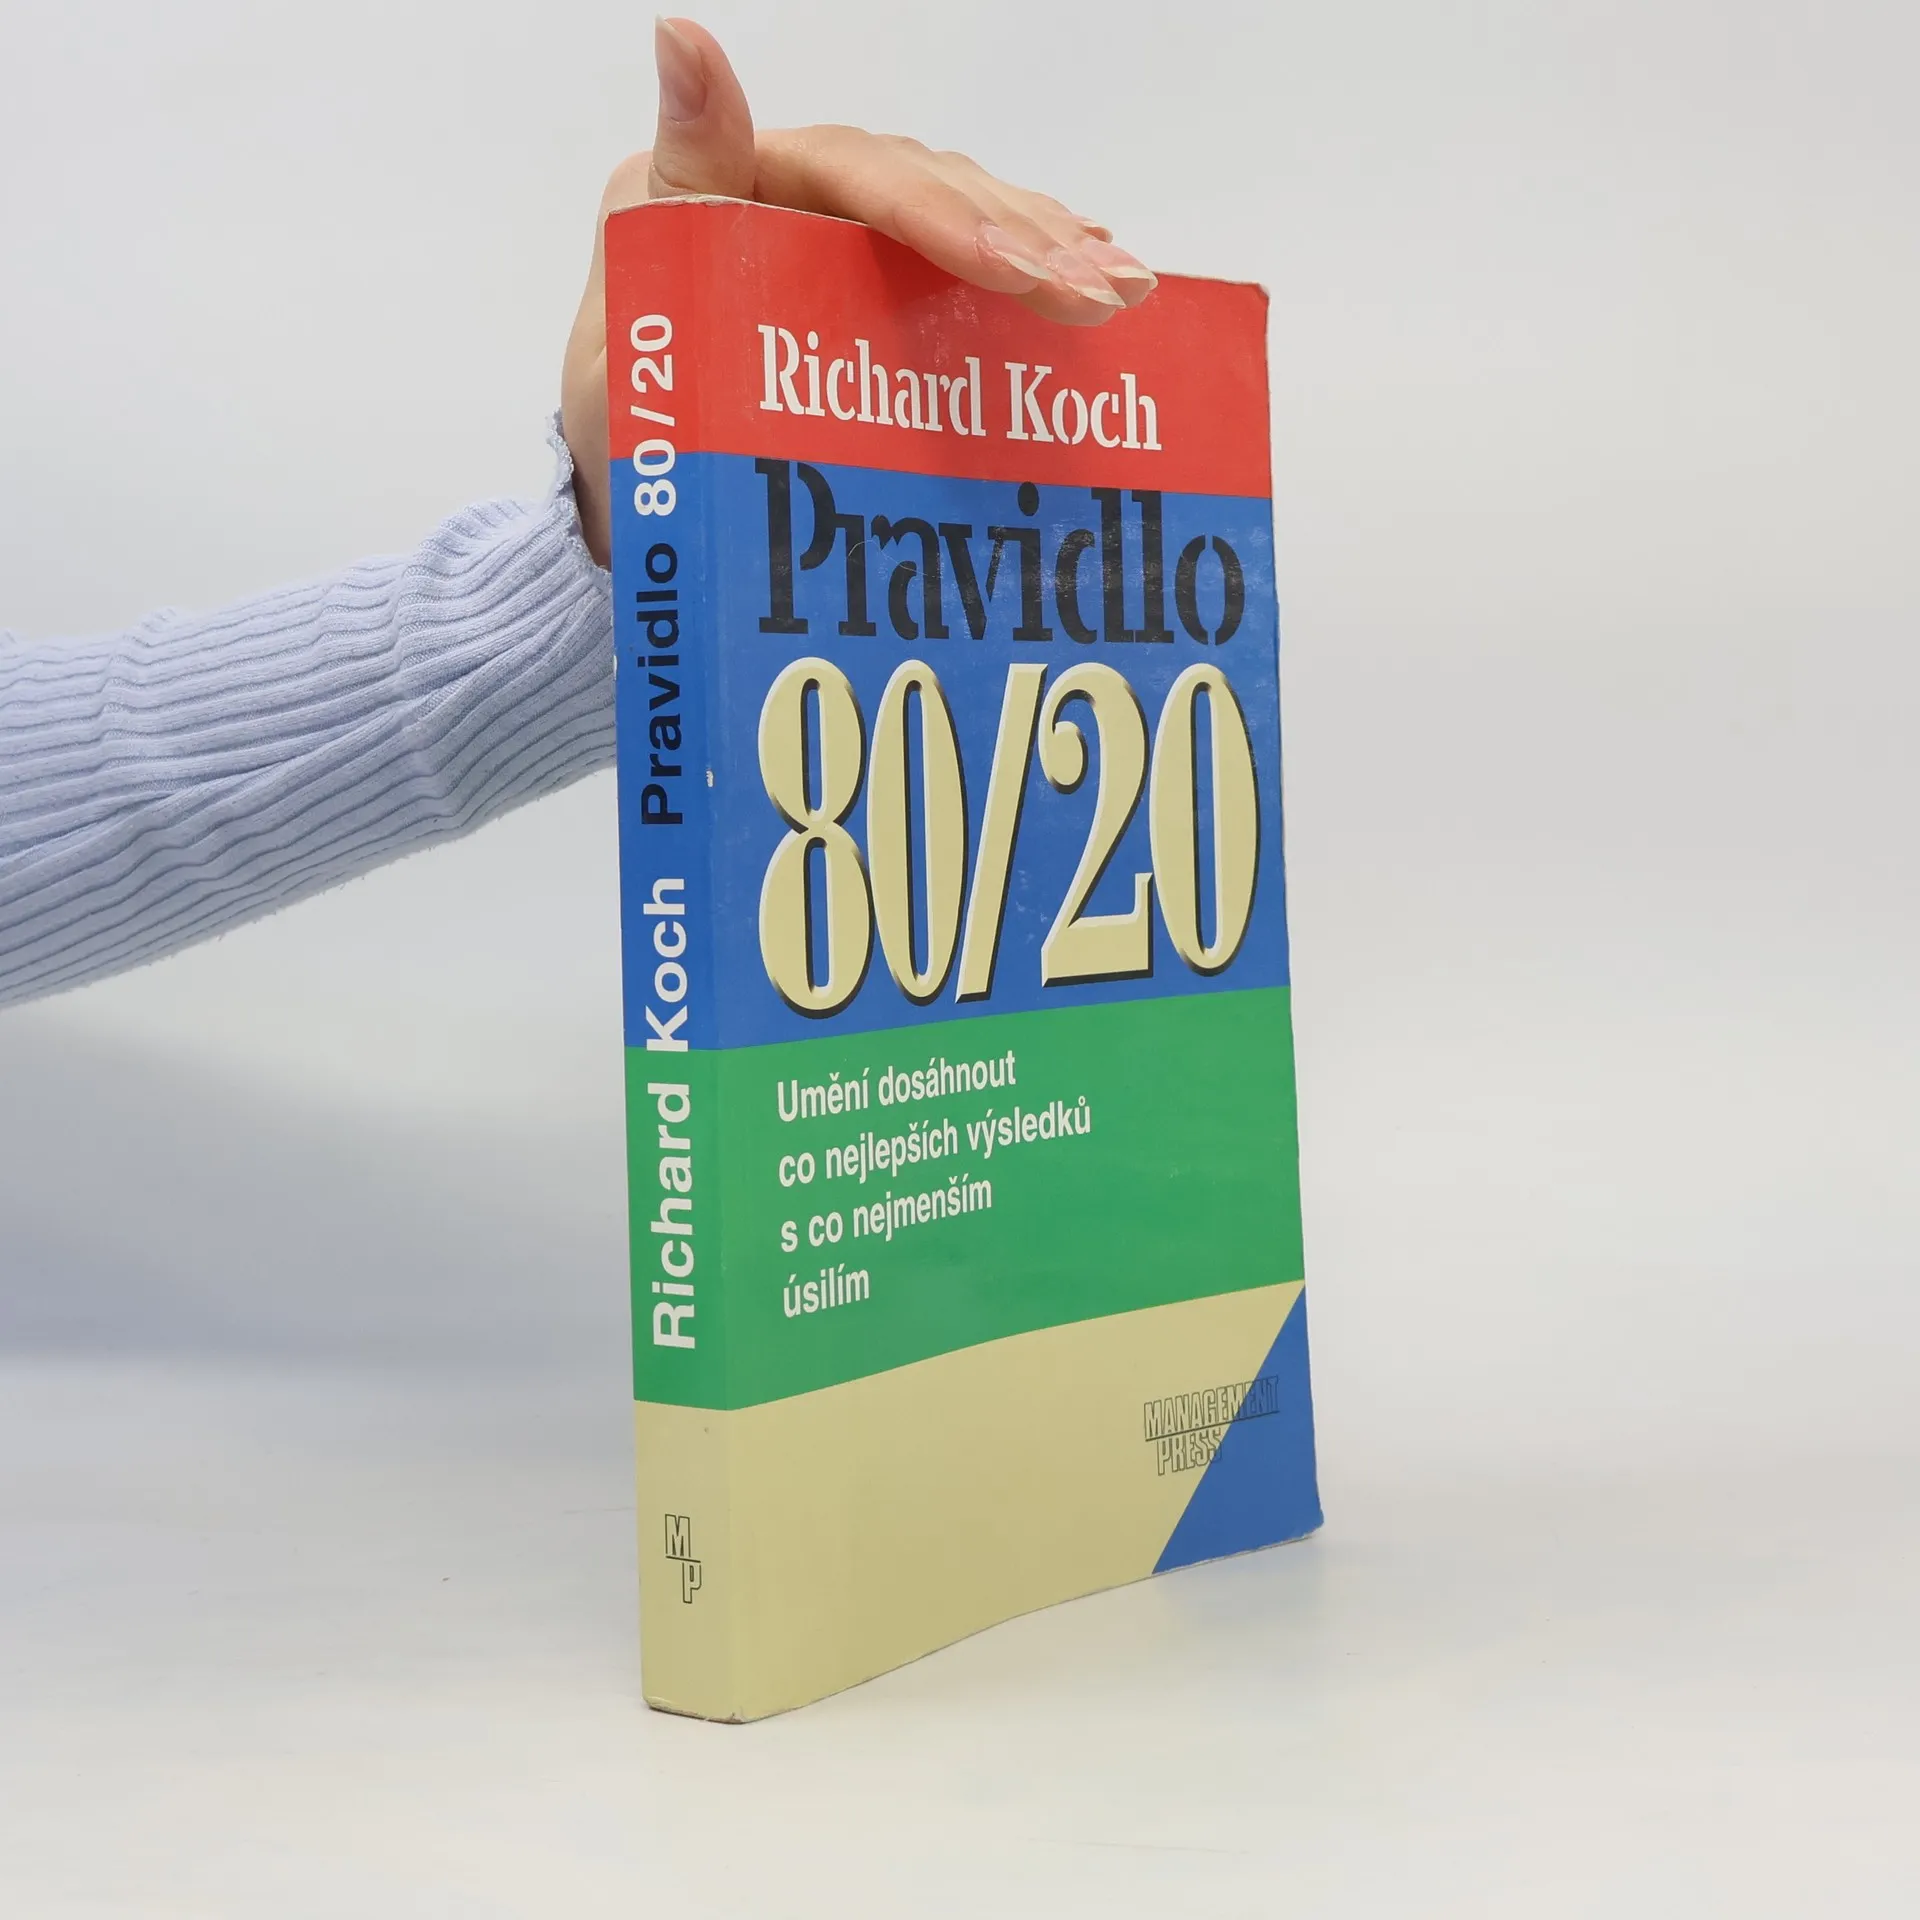 Richard Koch
Pravidlo
80/20
Umění dosáhnout
co nejlepších výsledků
s co nejmenším
úsilím
MANAGEMENT
PRESS
Richard Koch Pravidlo 80/20
M
P